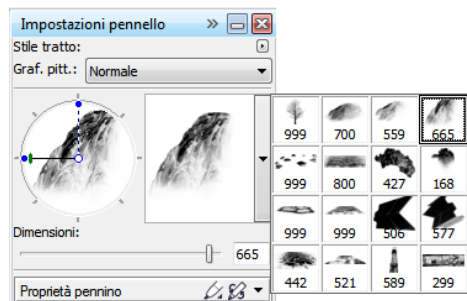 Impostazioni pennello
Stile tratto:
Graf. pitt.: Normale
999 700 559 665
999 800 427 168
999 999 506 577
442 521 589 299
Dimensioni:
665
Proprietà pennino